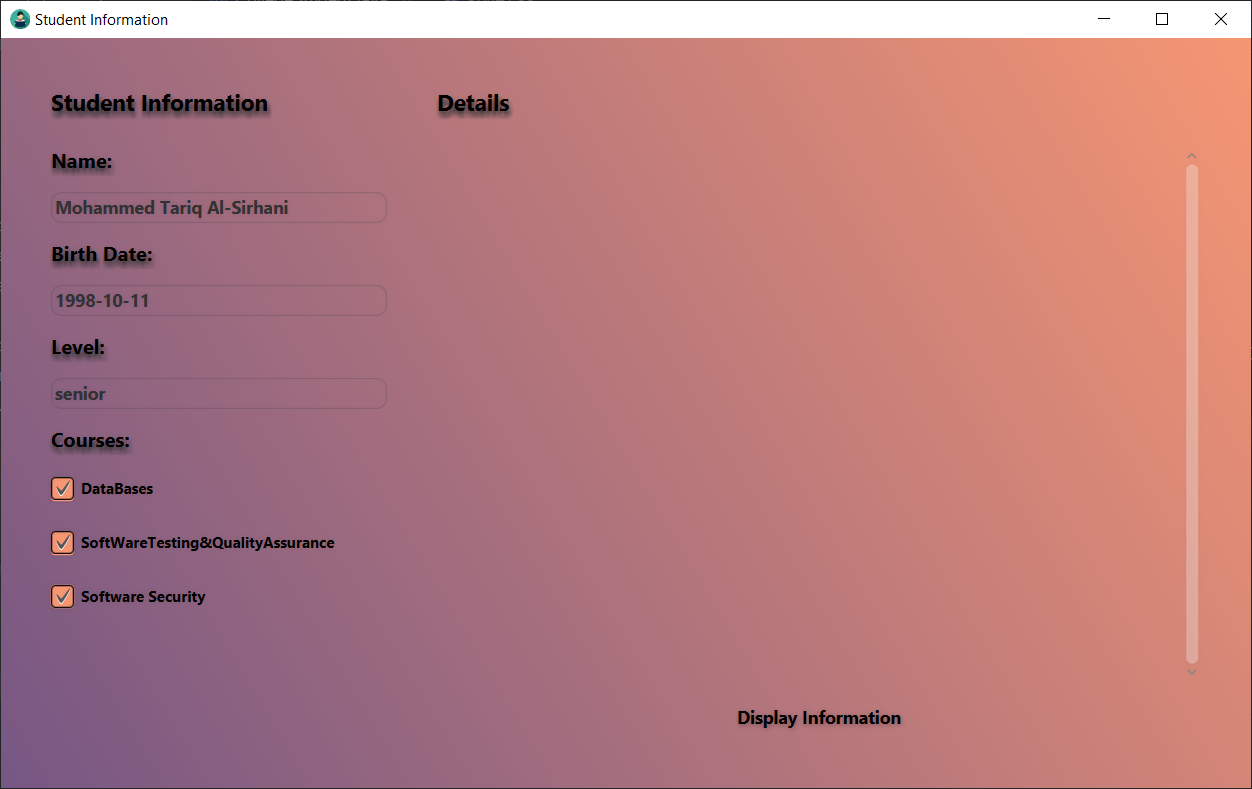 Student Information
Student Information
Details
Name:
Mohammed Tariq Al-Sirhani
Birth Date:
1998-10-11
Level:
senior
Courses:
DataBases
SoftWareTesting&QualityAssurance
Software Security
Display Information